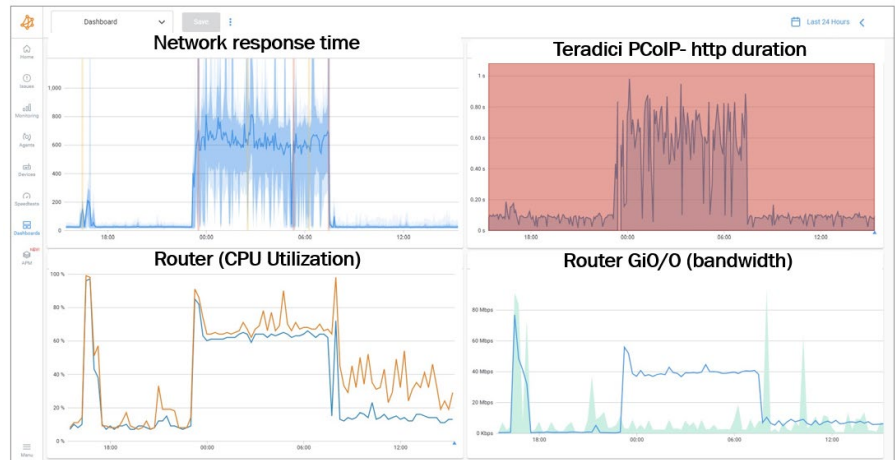 Dashboard
Save
Last 24 Hours
Home
Issues
Monitoring
Agents
Devices
Speedtests
Dashboards
NEW!
APM
Menu
Network response time
1,000
800
600
400
200
0
18:00
00:00
06:00
12:00
Teradici PCoIP- http duration
1 s
0.80 s
0.60 s
0.40 s
0.20 s
0 s
18:00
00:00
06:00
12:00
Router (CPU Utilization)
100 %
80 %
60 %
40 %
20 %
0 %
18:00
00:00
06:00
12:00
Router Gi0/0 (bandwidth)
80 Mbps
60 Mbps
40 Mbps
20 Mbps
0 Kbps
18:00
00:00
06:00
12:00